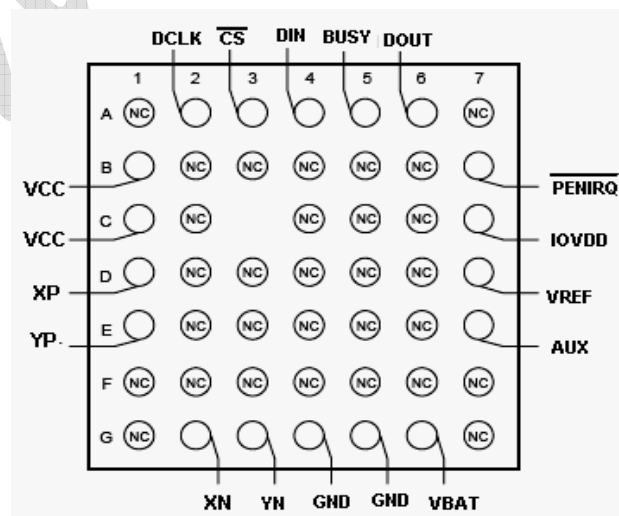 DCLK CS DIN BUSY DOUT
1 2 3 4 5 6 7
A NC NC
B NC NC NC NC NC
VCC PENIRQ
C NC NC NC NC
VCC IOVDD
D NC NC NC NC NC
XP VREF
E NC NC NC NC NC
YP AUX
F NC NC NC NC NC NC NC
G NC NC
XN YN GND GND VBAT